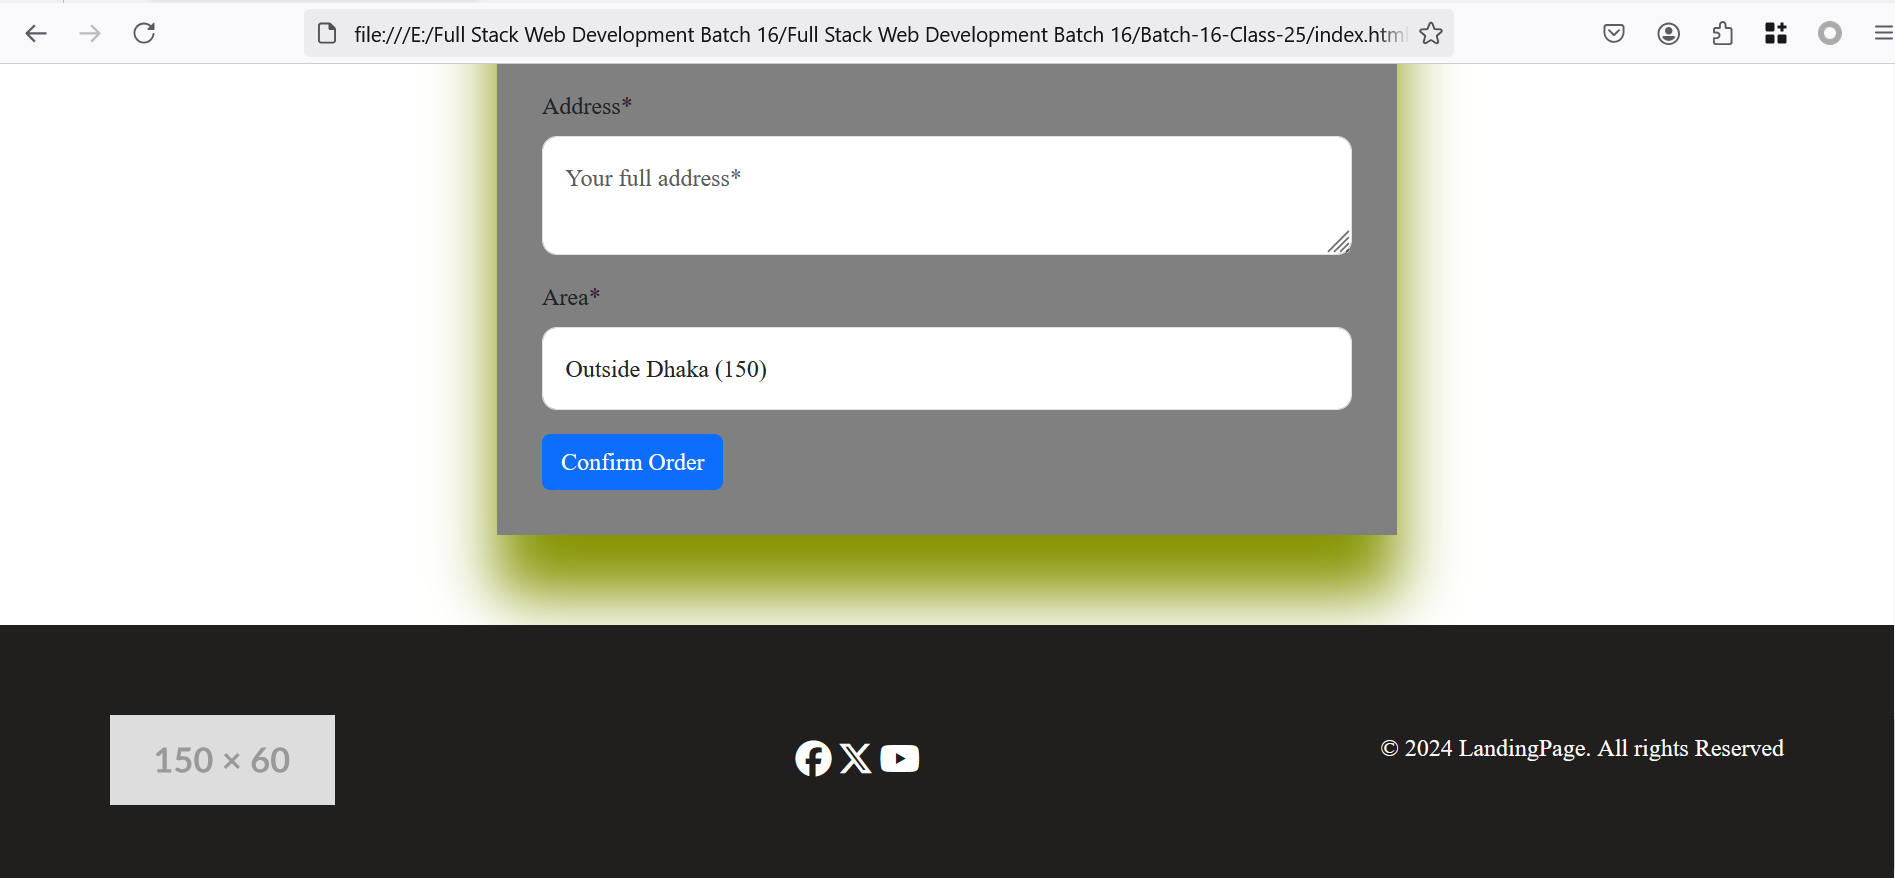 file:///E:/Full Stack Web Development Batch 16/Full Stack Web Development Batch 16/Batch-16-Class-25/index.html
Address*
Your full address*
Area*
Outside Dhaka (150)
Confirm Order
150 × 60
© 2024 LandingPage. All rights Reserved